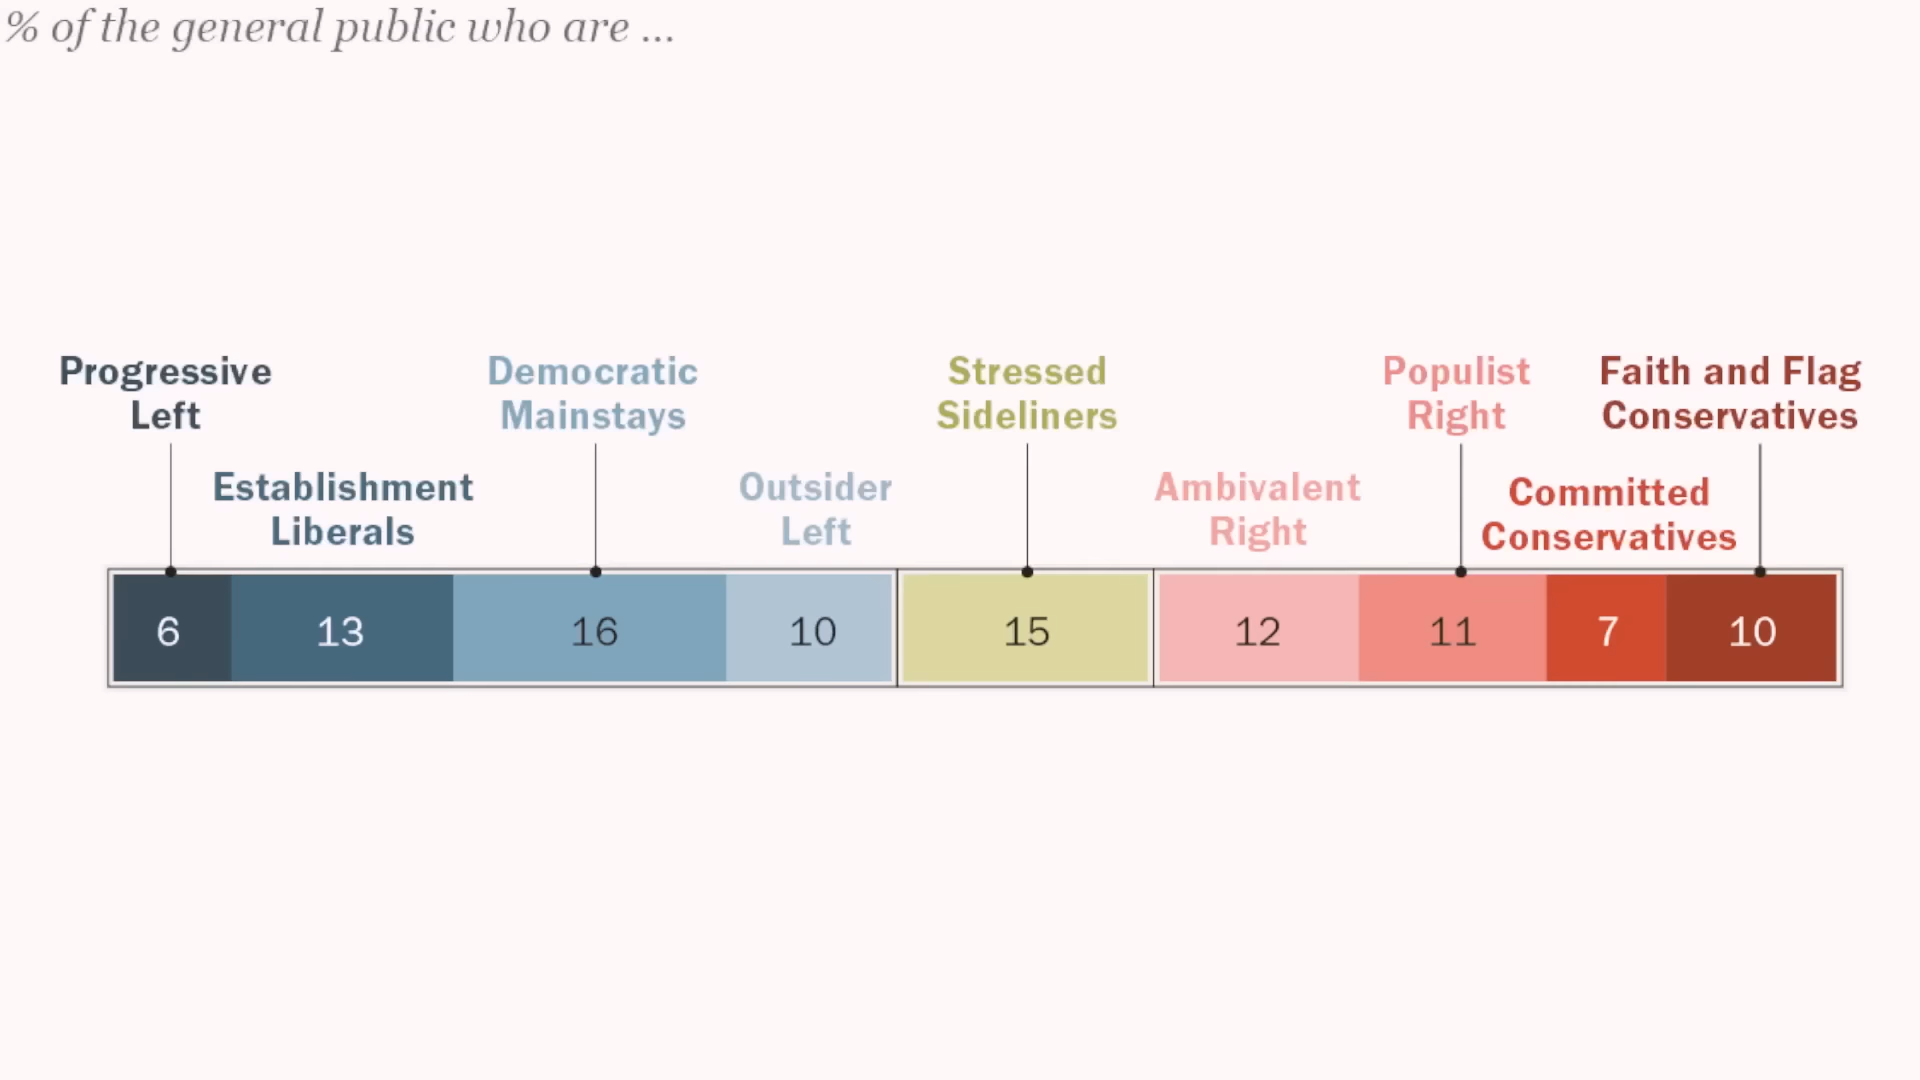 % of the general public who are ...
Progressive
Left
Establishment
Liberals
Democratic
Mainstays
Outsider
Left
Stressed
Sideliners
Ambivalent
Right
Populist
Right
Committed
Conservatives
Faith and Flag
Conservatives
6
13
16
10
15
12
11
7
10